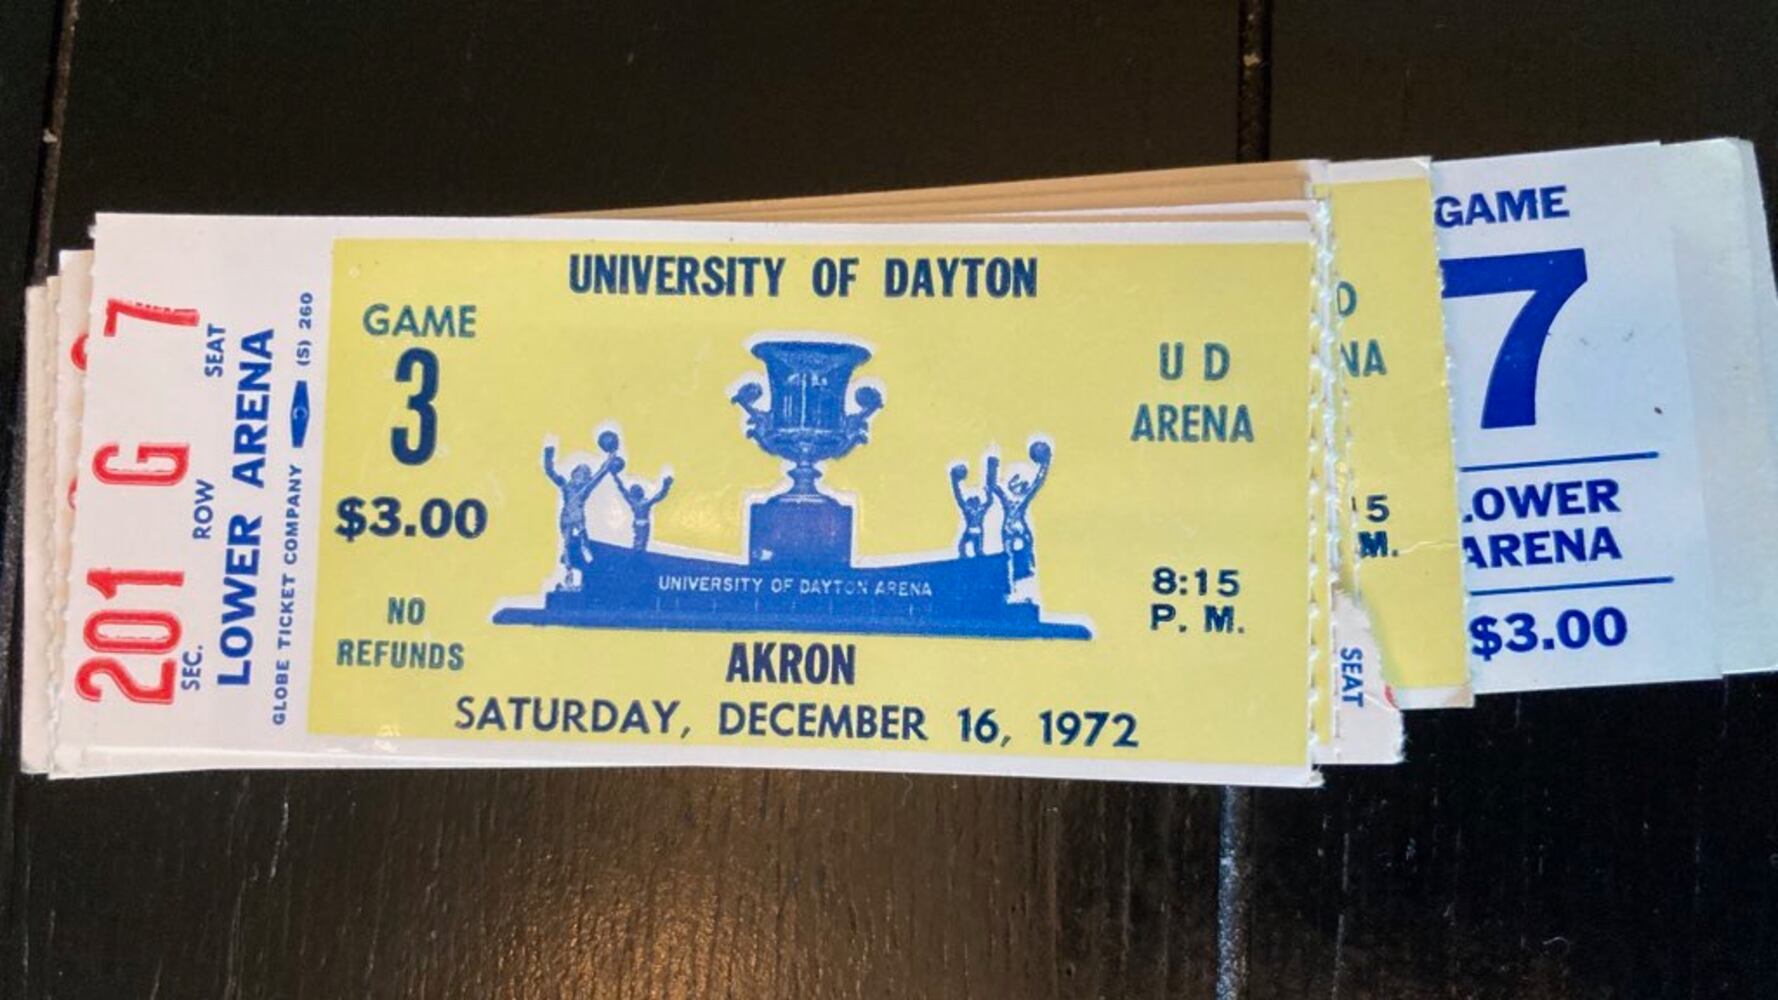 201 G 7
SEC. ROW SEAT
LOWER ARENA
GLOBE TICKET COMPANY (S) 260
UNIVERSITY OF DAYTON
GAME
3
$3.00
NO
REFUNDS
UNIVERSITY OF DAYTON ARENA
AKRON
SATURDAY, DECEMBER 16, 1972
U D
ARENA
8:15
P. M.
D
NA
15
M.
SEAT
GAME
7
LOWER
ARENA
$3.00